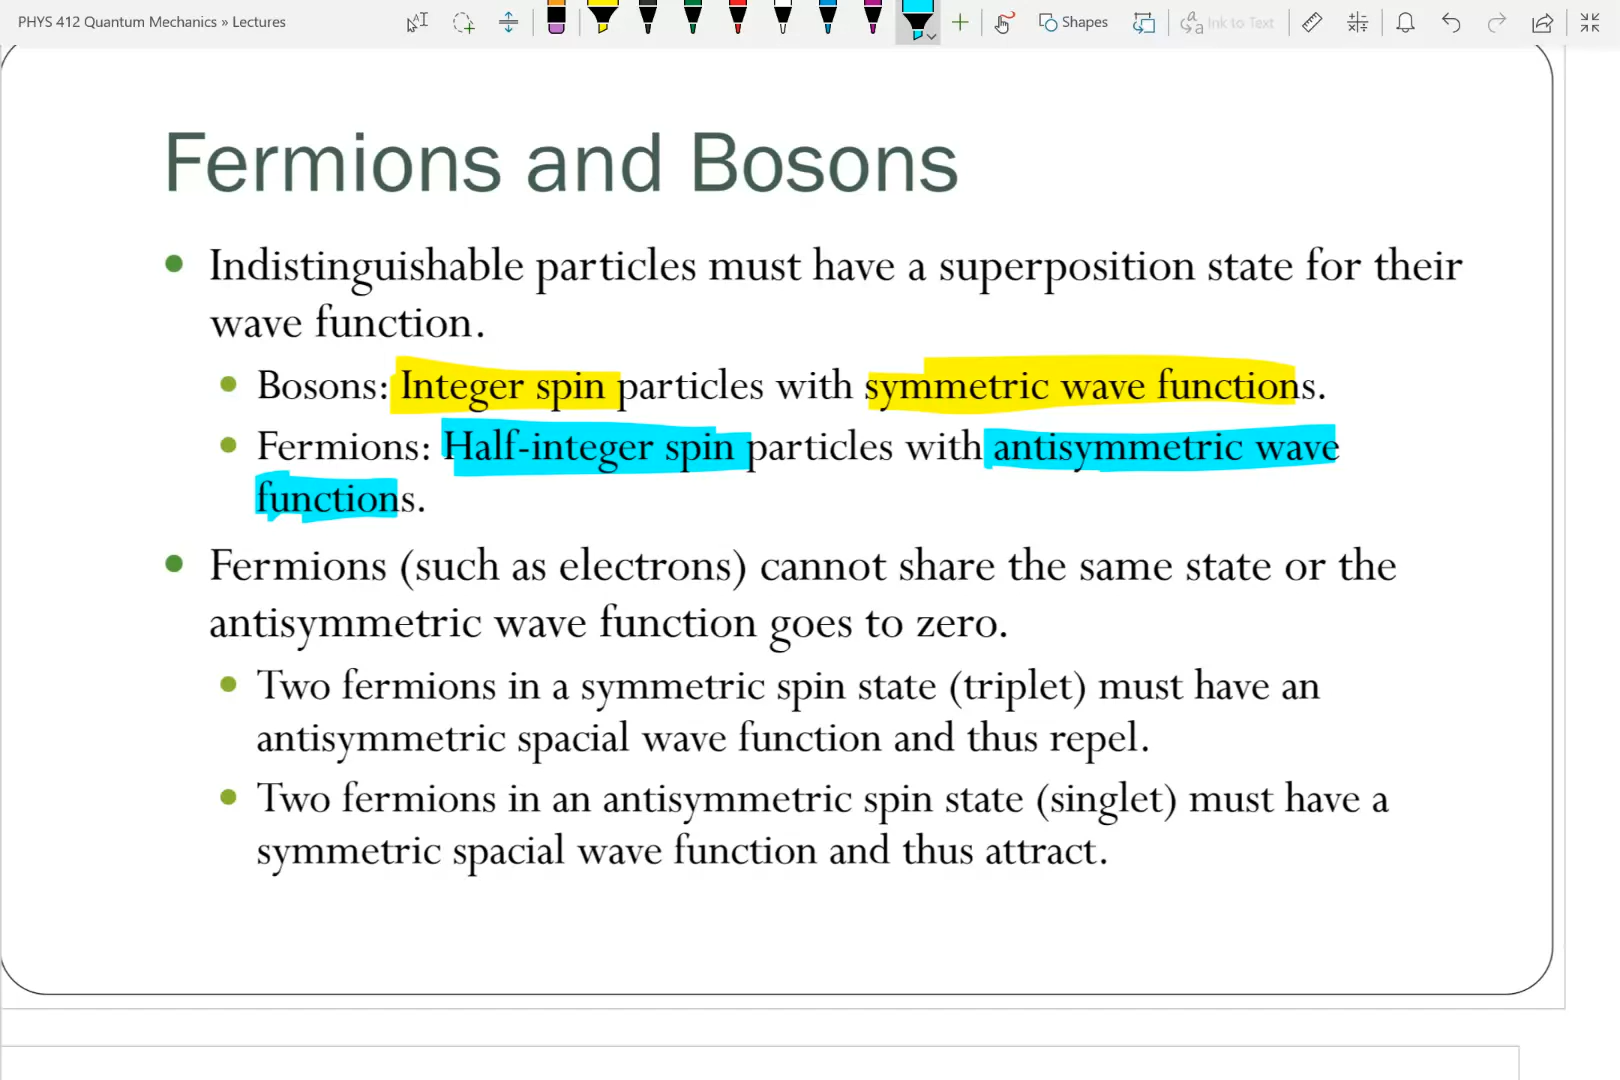 PHYS 412 Quantum Mechanics » Lectures
Shapes
Ink to Text
Fermions and Bosons
Indistinguishable particles must have a superposition state for their
wave function.
Bosons: Integer spin particles with symmetric wave functions.
Fermions: Half-integer spin particles with antisymmetric wave
functions.
Fermions (such as electrons) cannot share the same state or the
antisymmetric wave function goes to zero.
Two fermions in a symmetric spin state (triplet) must have an
antisymmetric spacial wave function and thus repel.
Two fermions in an antisymmetric spin state (singlet) must have a
symmetric spacial wave function and thus attract.